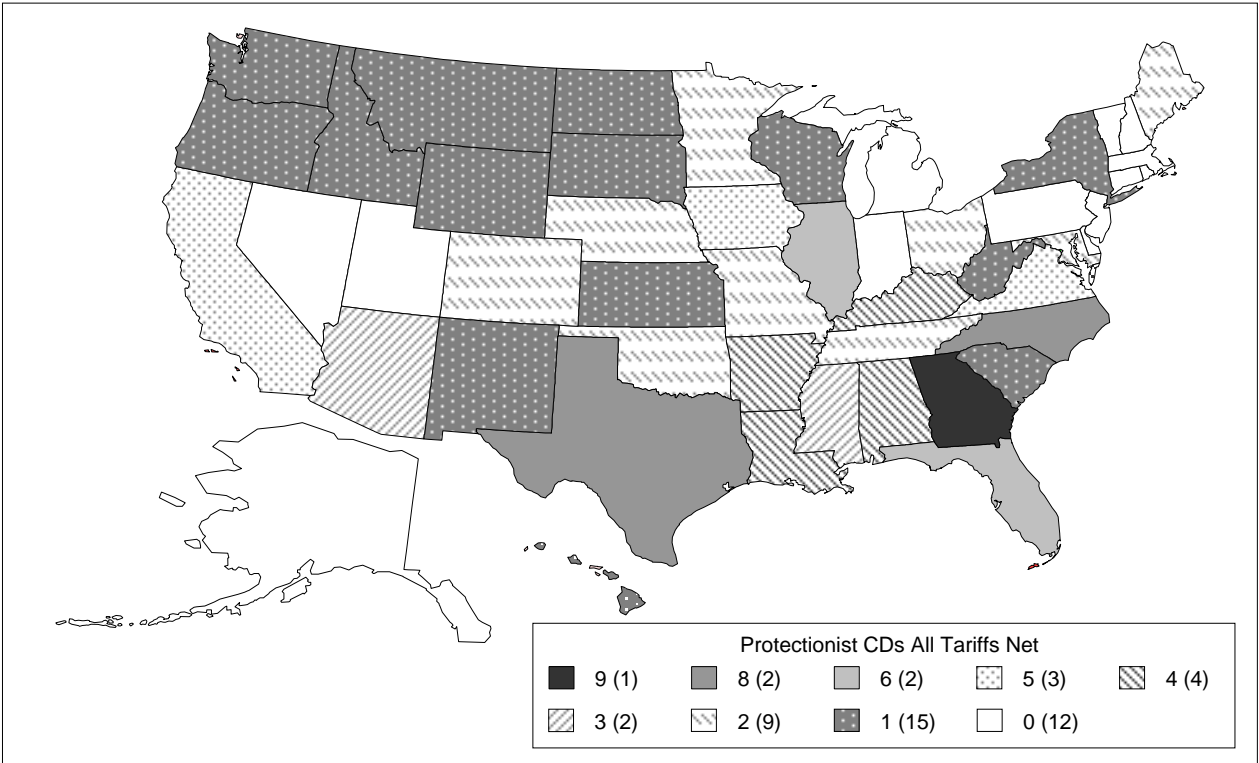 Protectionist CDs All Tariffs Net
9 (1) 8 (2) 6 (2) 5 (3) 4 (4)
3 (2) 2 (9) 1 (15) 0 (12)